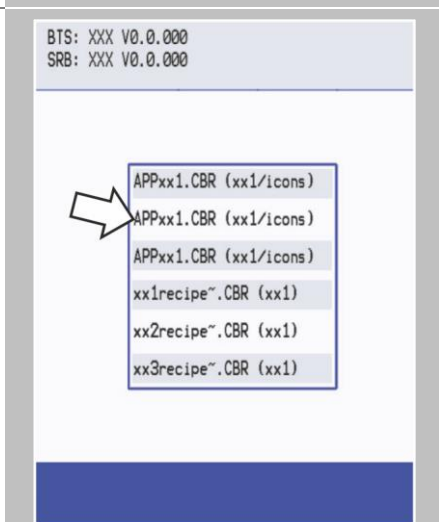 BTS: XXX V0.0.000
SRB: XXX V0.0.000
APPxx1.CBR (xx1/icons)
APPxx1.CBR (xx1/icons)
APPxx1.CBR (xx1/icons)
xx1recipe~.CBR (xx1)
xx2recipe~.CBR (xx1)
xx3recipe~.CBR (xx1)